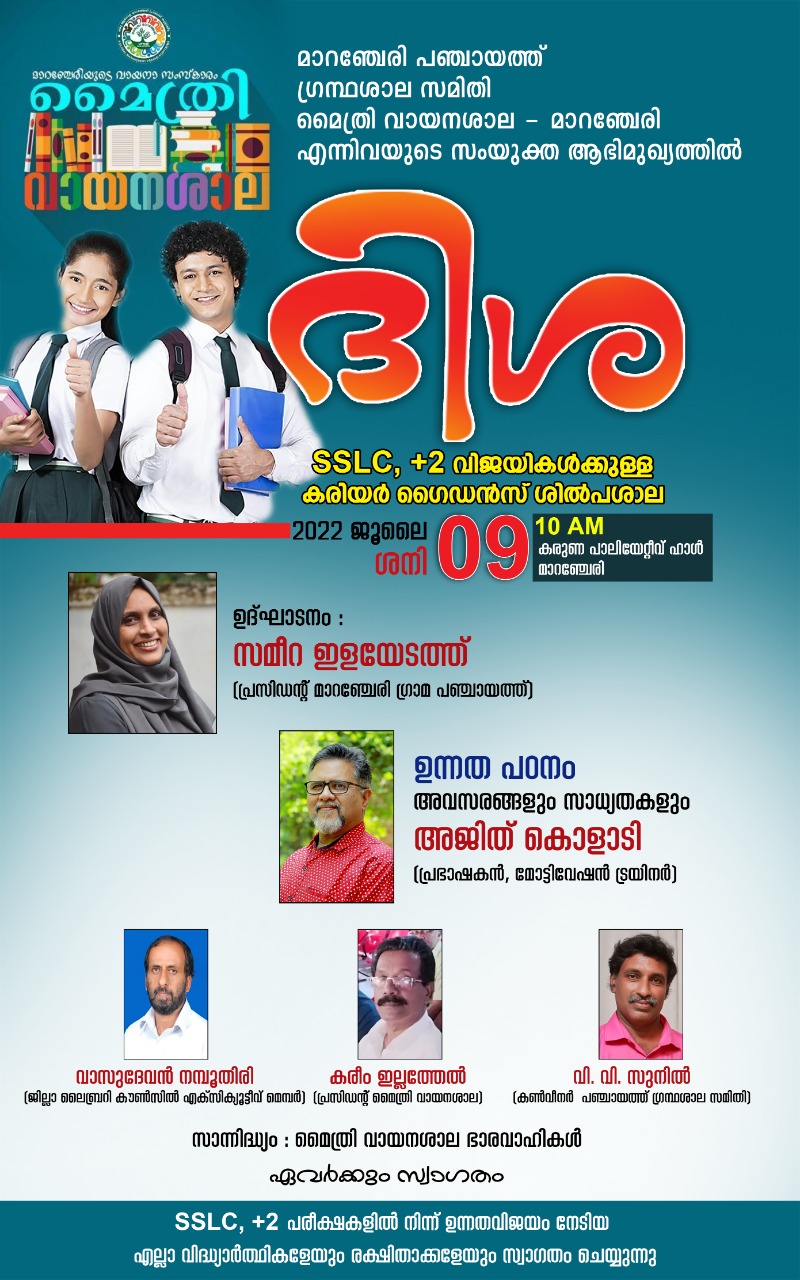 മാറഞ്ചേരിയുടെ വായനാ സംസ്കാരം
മൈത്രി
വായനശാല
മാറഞ്ചേരി പഞ്ചായത്ത്
ഗ്രന്ഥശാല സമിതി
മൈത്രി വായനശാല – മാറഞ്ചേരി
എന്നിവയുടെ സംയുക്ത ആഭിമുഖ്യത്തിൽ
ദിശ
SSLC, +2 വിജയികൾക്കുള്ള
കരിയർ ഗൈഡൻസ് ശിൽപശാല
2022 ജൂലൈ
ശനി
09
10 AM
കരുണ പാലിയേറ്റീവ് ഹാൾ
മാറഞ്ചേരി
ഉദ്ഘാടനം :
സമീറ ഇളയേടത്ത്
(പ്രസിഡന്റ് മാറഞ്ചേരി ഗ്രാമ പഞ്ചായത്ത്)
ഉന്നത പഠനം
അവസരങ്ങളും സാധ്യതകളും
അജിത് കൊളാടി
(പ്രഭാഷകൻ, മോട്ടിവേഷൻ ട്രയിനർ)
വാസുദേവൻ നമ്പൂതിരി
(ജില്ലാ ലൈബ്രറി കൗൺസിൽ എക്സിക്യൂട്ടീവ് മെമ്പർ)
കരീം ഇല്ലത്തേൽ
(പ്രസിഡന്റ് മൈത്രി വായനശാല)
വി. വി. സുനിൽ
(കൺവീനർ പഞ്ചായത്ത് ഗ്രന്ഥശാല സമിതി)
സാന്നിദ്ധ്യം : മൈത്രി വായനശാല ഭാരവാഹികൾ
ഏവർക്കും സ്വാഗതം
SSLC, +2 പരീക്ഷകളിൽ നിന്ന് ഉന്നതവിജയം നേടിയ
എല്ലാ വിദ്ധ്യാർത്ഥികളേയും രക്ഷിതാക്കളേയും സ്വാഗതം ചെയ്യുന്നു